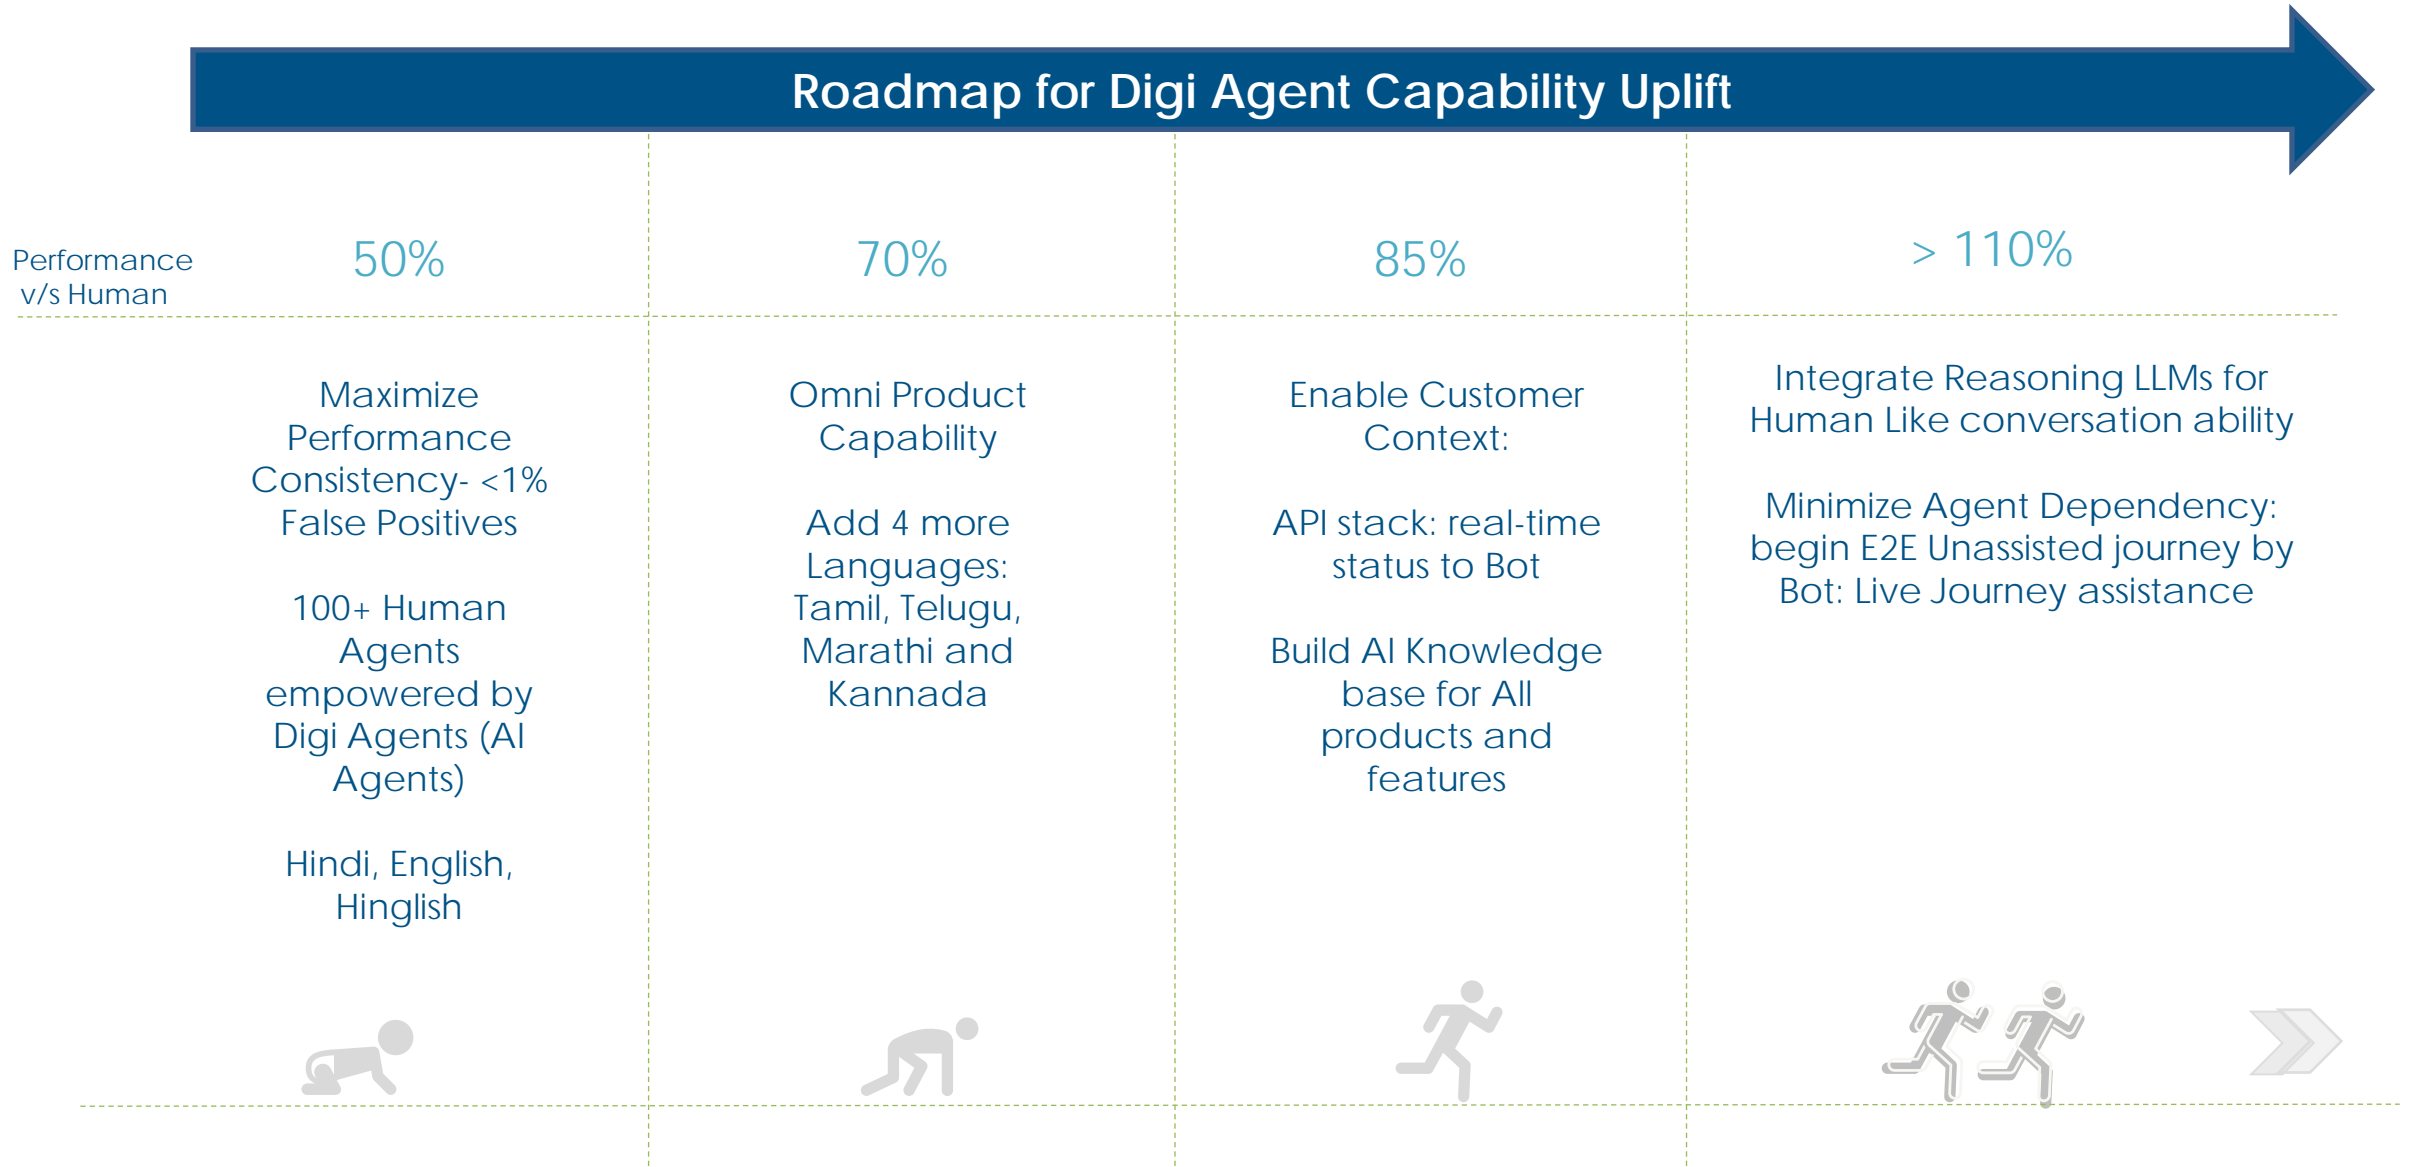 Roadmap for Digi Agent Capability Uplift
Performance
v/s Human
50%
70%
85%
> 110%
Maximize
Performance
Consistency- <1%
False Positives
100+ Human
Agents
empowered by
Digi Agents (AI
Agents)
Hindi, English,
Hinglish
Omni Product
Capability
Add 4 more
Languages:
Tamil, Telugu,
Marathi and
Kannada
Enable Customer
Context:
API stack: real-time
status to Bot
Build AI Knowledge
base for All
products and
features
Integrate Reasoning LLMs for
Human Like conversation ability
Minimize Agent Dependency:
begin E2E Unassisted journey by
Bot: Live Journey assistance